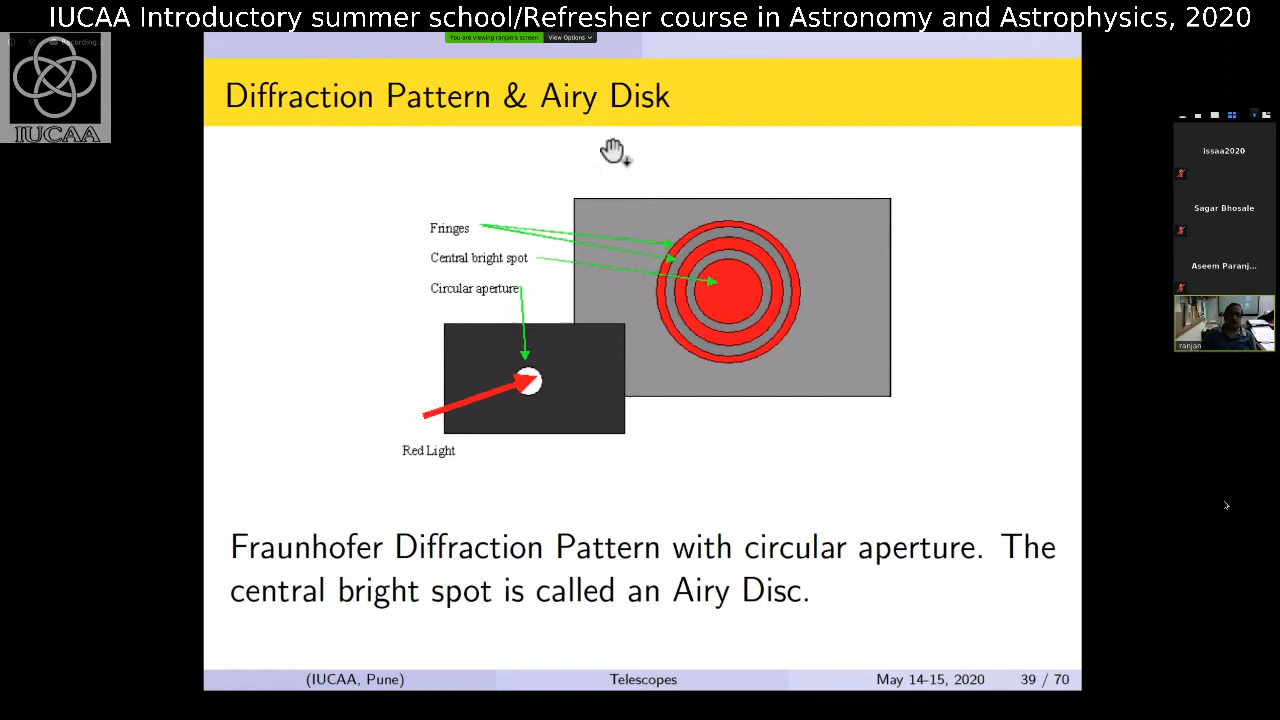 IUCAA Introductory summer school/Refresher course in Astronomy and Astrophysics, 2020
You are viewing ranjan's screen
View Options
Recording...
IUCAA
Diffraction Pattern & Airy Disk
Fringes
Central bright spot
Circular aperture
Red Light
Fraunhofer Diffraction Pattern with circular aperture. The
central bright spot is called an Airy Disc.
(IUCAA, Pune)
Telescopes
May 14-15, 2020
39 / 70
issaa2020
Sagar Bhosale
Aseem Paranj...
ranjan